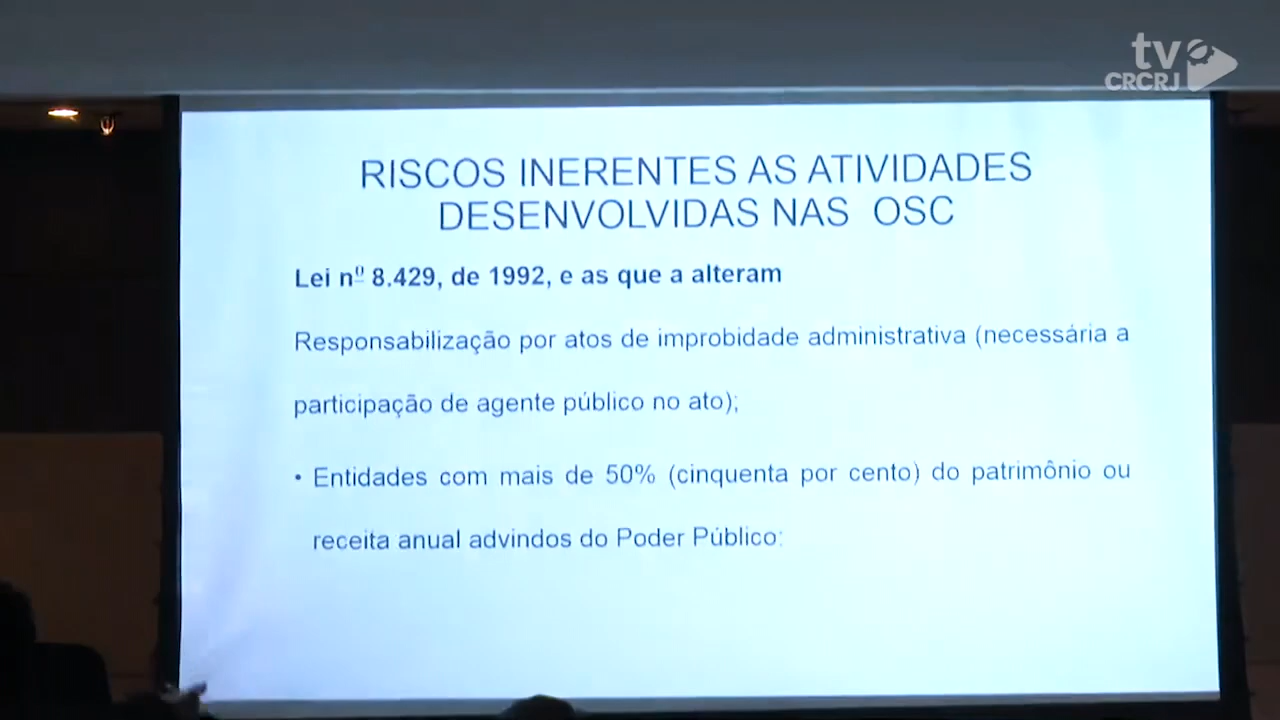 tv
CRCRJ
RISCOS INERENTES AS ATIVIDADES
DESENVOLVIDAS NAS OSC
Lei nº 8.429, de 1992, e as que a alteram
Responsabilização por atos de improbidade administrativa (necessária a
participação de agente público no ato);
• Entidades com mais de 50% (cinquenta por cento) do patrimônio ou
receita anual advindos do Poder Público: